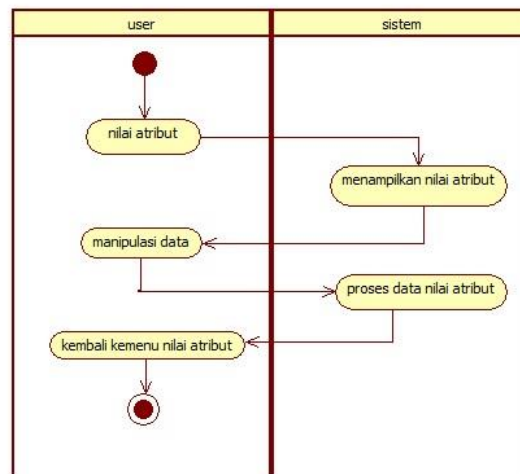 user
sistem
nilai atribut
menampilkan nilai atribut
manipulasi data
proses data nilai atribut
kembali kemenu nilai atribut